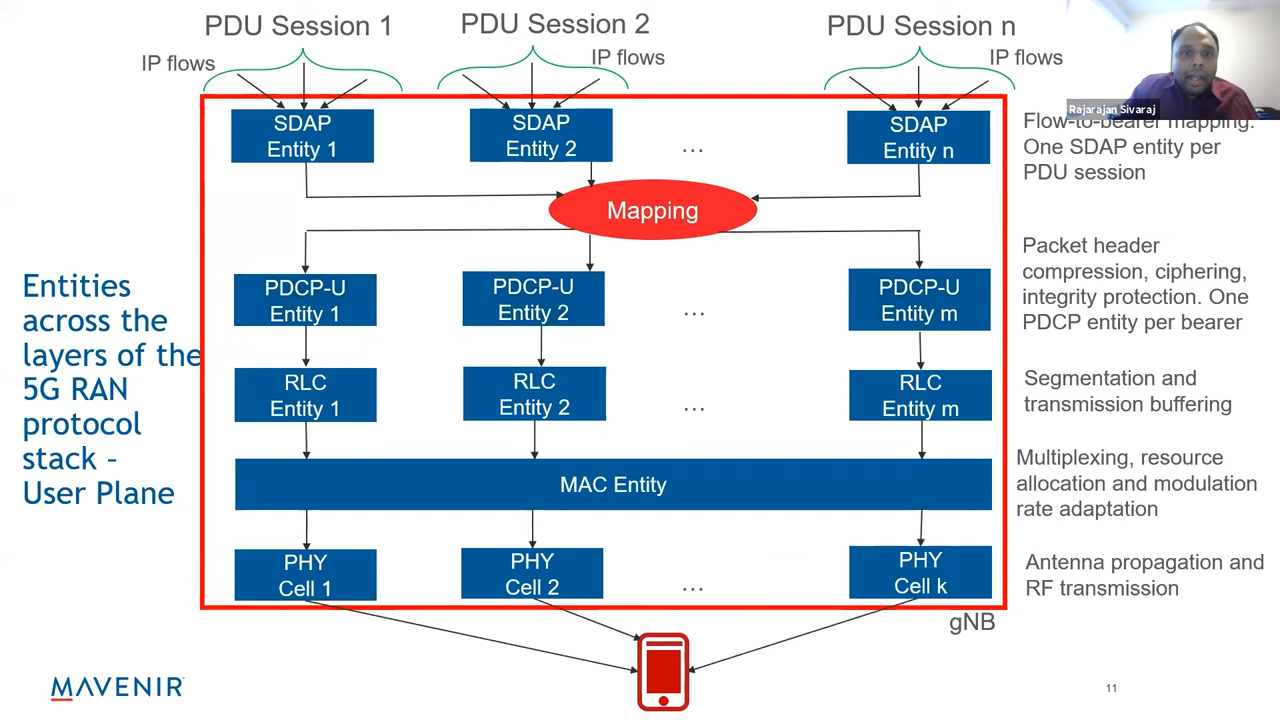 PDU Session 1
PDU Session 2
PDU Session n
IP flows
IP flows
IP flows
Rajarajan Sivaraj
SDAP
Entity 1
SDAP
Entity 2
...
SDAP
Entity n
Flow-to-bearer mapping.
One SDAP entity per
PDU session
Mapping
Entities
across the
layers of the
5G RAN
protocol
stack –
User Plane
PDCP-U
Entity 1
PDCP-U
Entity 2
...
PDCP-U
Entity m
Packet header
compression, ciphering,
integrity protection. One
PDCP entity per bearer
RLC
Entity 1
RLC
Entity 2
...
RLC
Entity m
Segmentation and
transmission buffering
MAC Entity
Multiplexing, resource
allocation and modulation
rate adaptation
PHY
Cell 1
PHY
Cell 2
...
PHY
Cell k
Antenna propagation and
RF transmission
gNB
MAVENIR
11